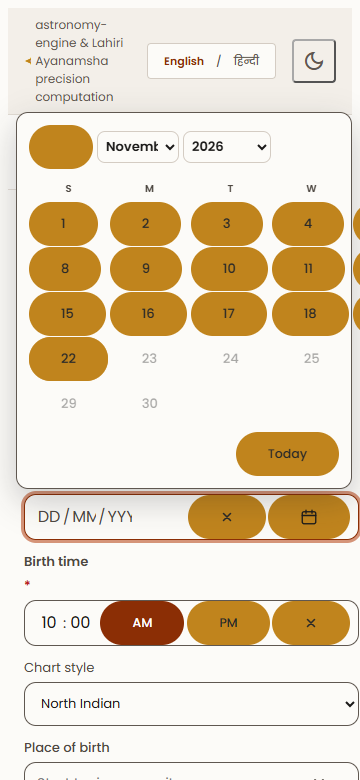 astronomy-
engine & Lahiri
Ayanamsha
precision
computation
English / हिन्दी
Novemb 2026
S M T W
1 2 3 4
8 9 10 11
15 16 17 18
22 23 24 25
29 30
Today
DD / MM / YYY
Birth time
*
10 : 00 AM PM
Chart style
North Indian
Place of birth